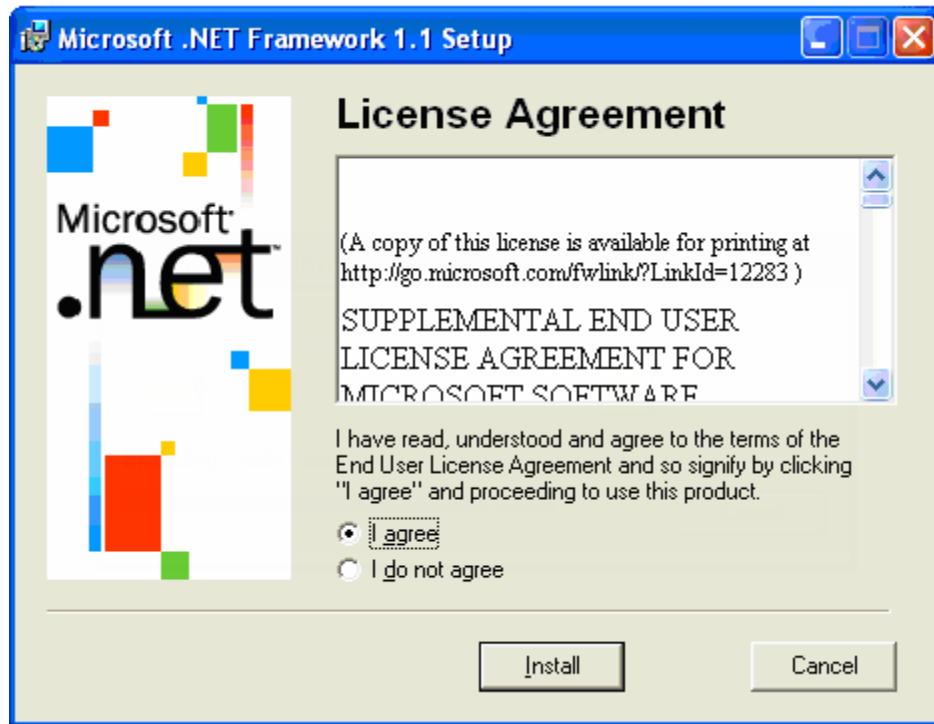 Microsoft .NET Framework 1.1 Setup
License Agreement
Microsoft
.net™
(A copy of this license is available for printing at
http://go.microsoft.com/fwlink/?LinkId=12283 )
SUPPLEMENTAL END USER
LICENSE AGREEMENT FOR
MICROSOFT SOFTWARE
I have read, understood and agree to the terms of the
End User License Agreement and so signify by clicking
"I agree" and proceeding to use this product.
I agree
I do not agree
Install
Cancel